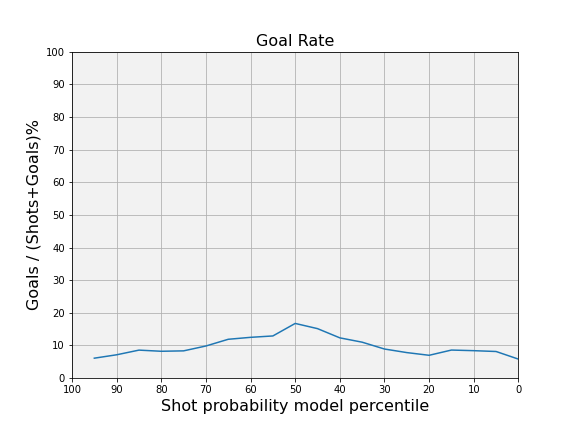 Goal Rate
Goals / (Shots+Goals)%
100
90
80
70
60
50
40
30
20
10
0
100 90 80 70 60 50 40 30 20 10 0
Shot probability model percentile